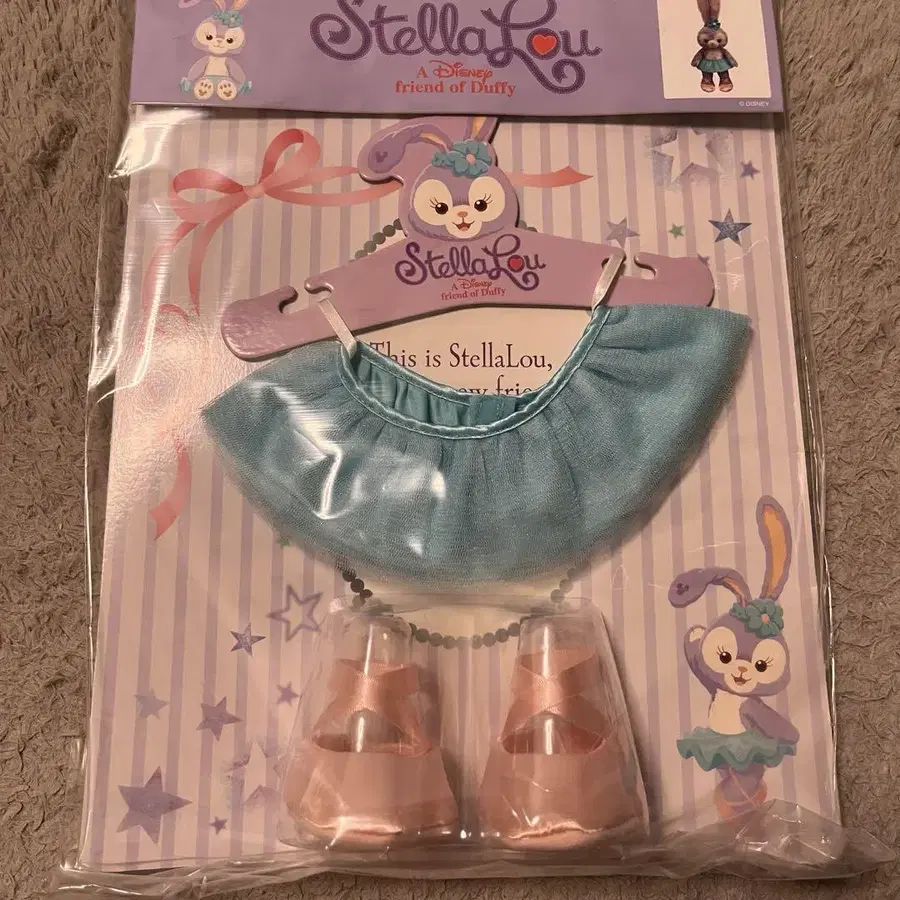 StellaLou
A Disney
friend of Duffy
© DISNEY
StellaLou
A Disney
friend of Duffy
This is StellaLou,